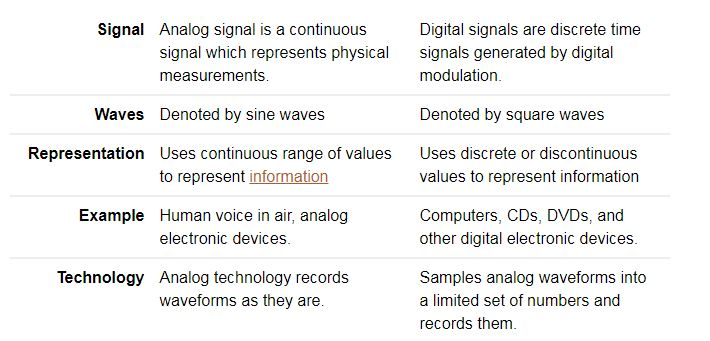 Signal Analog signal is a continuous Digital signals are discrete time
signal which represents physical signals generated by digital
measurements. modulation.
Waves Denoted by sine waves Denoted by square waves
Representation Uses continuous range of values Uses discrete or discontinuous
to represent information values to represent information
Example Human voice in air, analog Computers, CDs, DVDs, and
electronic devices. other digital electronic devices.
Technology Analog technology records Samples analog waveforms into
waveforms as they are. a limited set of numbers and
records them.